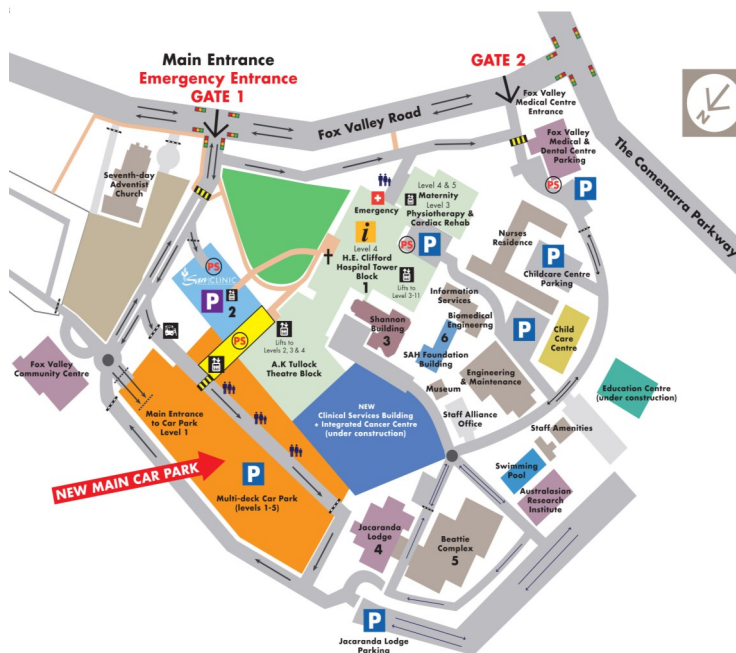 Main Entrance
Emergency Entrance
GATE 1
GATE 2
Fox Valley
Medical Centre
Entrance
Fox Valley Road
The Comenarra Parkway
N
Fox Valley
Medical &
Dental Centre
Parking
PS
P
Seventh-day
Adventist
Church
Emergency
Level 4 & 5
Maternity
Level 3
Physiotherapy &
Cardiac Rehab
PS
P
i
Level 4
H.E. Clifford
Hospital Tower
Block
1
Lifts to
Level 3-11
Nurses
Residence
P
Childcare Centre
Parking
PS
CLINIC
P
2
PS
Lifts to
Levels 2, 3 & 4
A.K Tullock
Theatre Block
Shannon
Building
3
Information
Services
Biomedical
Engineerng
6
SAH Foundation
Building
P
Child
Care
Centre
Engineering
& Maintenance
Museum
Staff Alliance
Office
Education Centre
(under construction)
Staff Amenities
Swimming
Pool
Australasian
Research
Institute
Fox Valley
Community Centre
Main Entrance
to Car Park
Level 1
NEW
Clinical Services Building
+ Integrated Cancer Centre
(under construction)
NEW MAIN CAR PARK
P
Multi-deck Car Park
(levels 1-5)
Jacaranda
Lodge
4
Beattie
Complex
5
P
Jacaranda Lodge
Parking